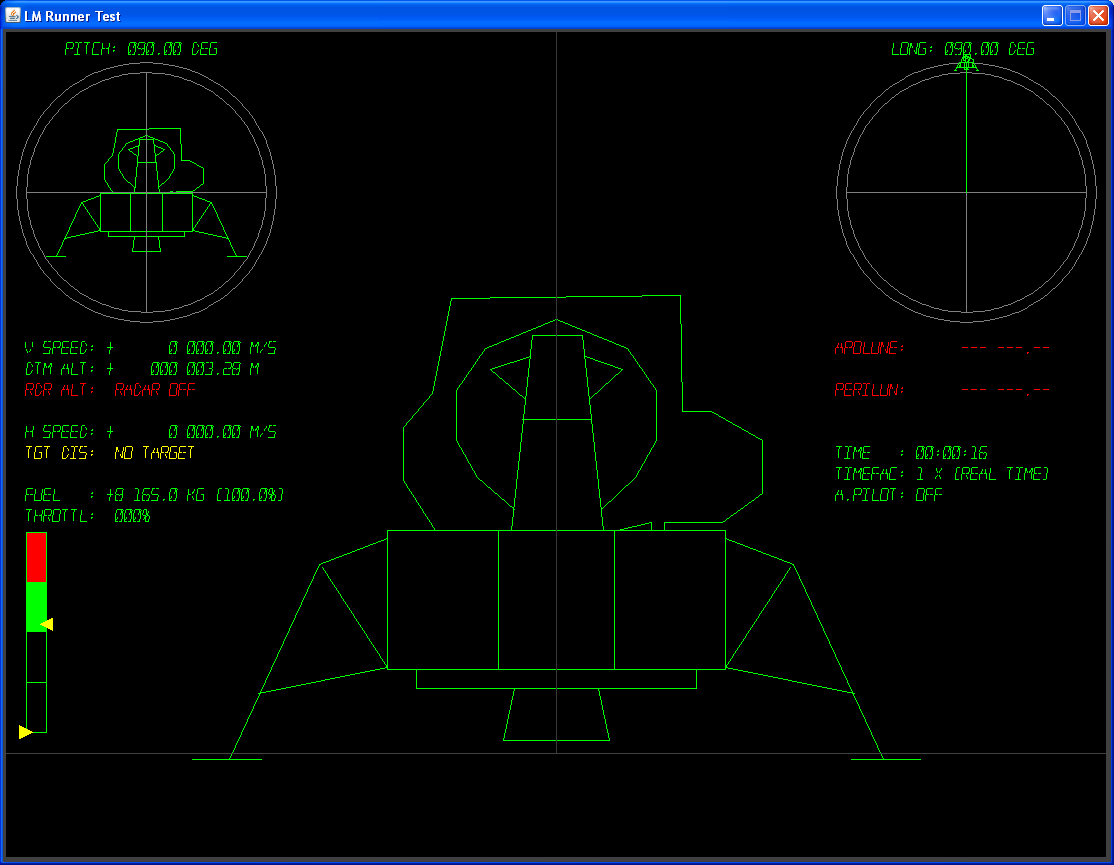 LM Runner Test
PITCH: 090.00 DEG
LONG: 090.00 DEG
V SPEED: + 0 000.00 M/S
DTM ALT: + 000 003.28 M
RDR ALT: RADAR OFF
H SPEED: + 0 000.00 M/S
TGT DIS: NO TARGET
FUEL : +8 165.0 KG (100.0%)
THROTTL: 000%
APOLUNE: --- ---.--
PERILUN: --- ---.--
TIME : 00:00:16
TIMEFAC: 1 X (REAL TIME)
A.PILOT: OFF